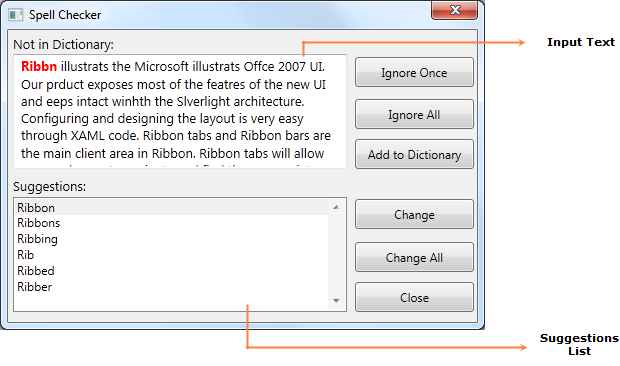 Spell Checker
Not in Dictionary:
Input Text
Ribbn illustrats the Microsoft illustrats Offce 2007 UI.
Our prduct exposes most of the featres of the new UI
and eeps intact winhth the Slverlight architecture.
Configuring and designing the layout is very easy
through XAML code. Ribbon tabs and Ribbon bars are
the main client area in Ribbon. Ribbon tabs will allow
Ignore Once
Ignore All
Add to Dictionary
Suggestions:
Ribbon
Ribbons
Ribbing
Rib
Ribbed
Ribber
Change
Change All
Close
Suggestions
List